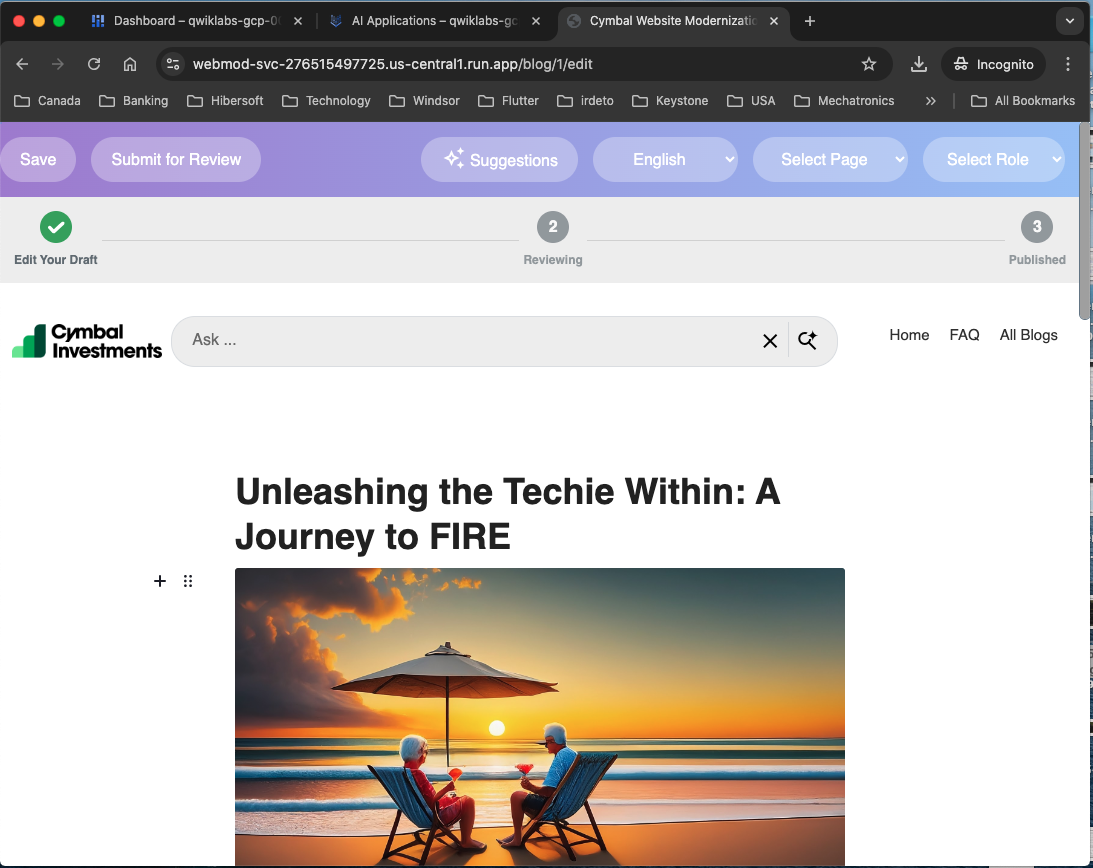 Dashboard – qwiklabs-gcp-0
AI Applications – qwiklabs-gc
Cymbal Website Modernizatio
webmod-svc-276515497725.us-central1.run.app/blog/1/edit
Incognito
Canada
Banking
Hibersoft
Technology
Windsor
Flutter
irdeto
Keystone
USA
Mechatronics
All Bookmarks
Save
Submit for Review
Suggestions
English
Select Page
Select Role
2
3
Edit Your Draft
Reviewing
Published
Cymbal
Investments
Ask ...
Home
FAQ
All Blogs
Unleashing the Techie Within: A
Journey to FIRE